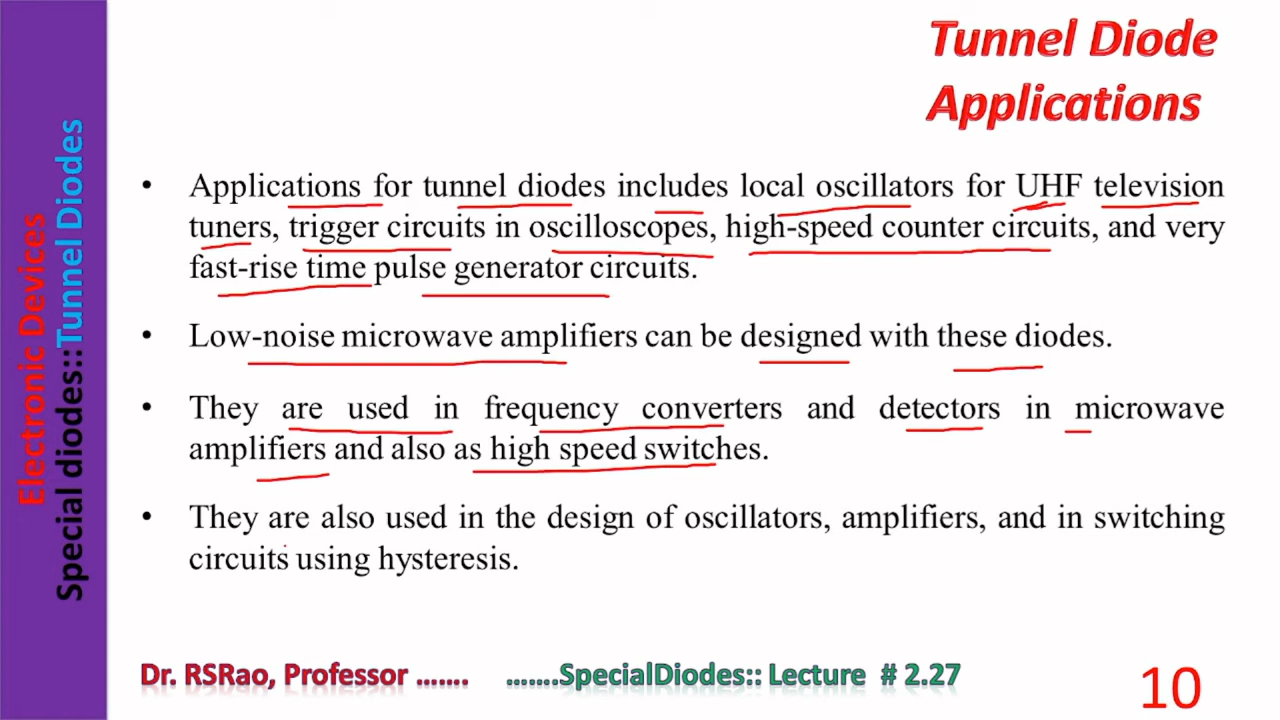 Tunnel Diode
Applications
Electronic Devices
Special diodes::Tunnel Diodes
• Applications for tunnel diodes includes local oscillators for UHF television
tuners, trigger circuits in oscilloscopes, high-speed counter circuits, and very
fast-rise time pulse generator circuits.
• Low-noise microwave amplifiers can be designed with these diodes.
• They are used in frequency converters and detectors in microwave
amplifiers and also as high speed switches.
• They are also used in the design of oscillators, amplifiers, and in switching
circuits using hysteresis.
Dr. RSRao, Professor ....... .......SpecialDiodes:: Lecture # 2.27
10